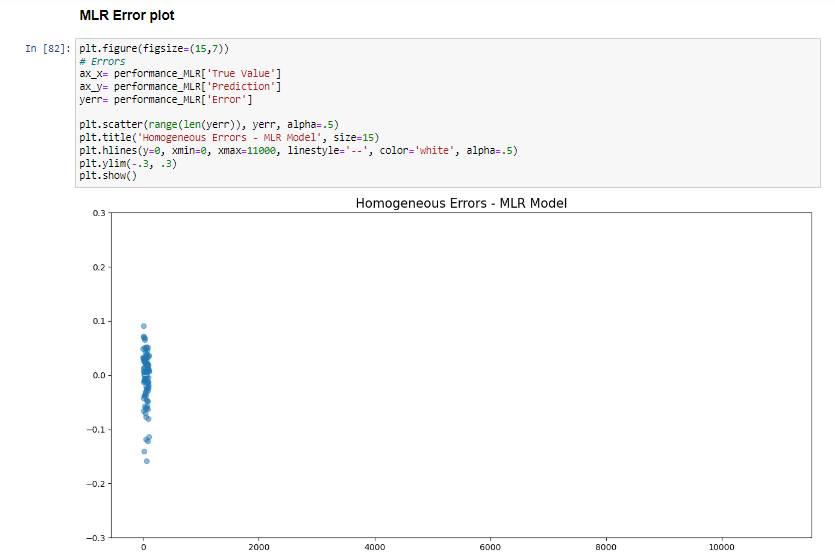 MLR Error plot
In [82]: plt.figure(figsize=(15,7))
# Errors
ax_x= performance_MLR['True Value']
ax_y= performance_MLR['Prediction']
yerr= performance_MLR['Error']
plt.scatter(range(len(yerr)), yerr, alpha=.5)
plt.title('Homogeneous Errors - MLR Model', size=15)
plt.hlines(y=0, xmin=0, xmax=11000, linestyle='--', color='white', alpha=.5)
plt.ylim(-.3, .3)
plt.show()
Homogeneous Errors - MLR Model
0.3
0.2
0.1
0.0
−0.1
−0.2
−0.3
0 2000 4000 6000 8000 10000